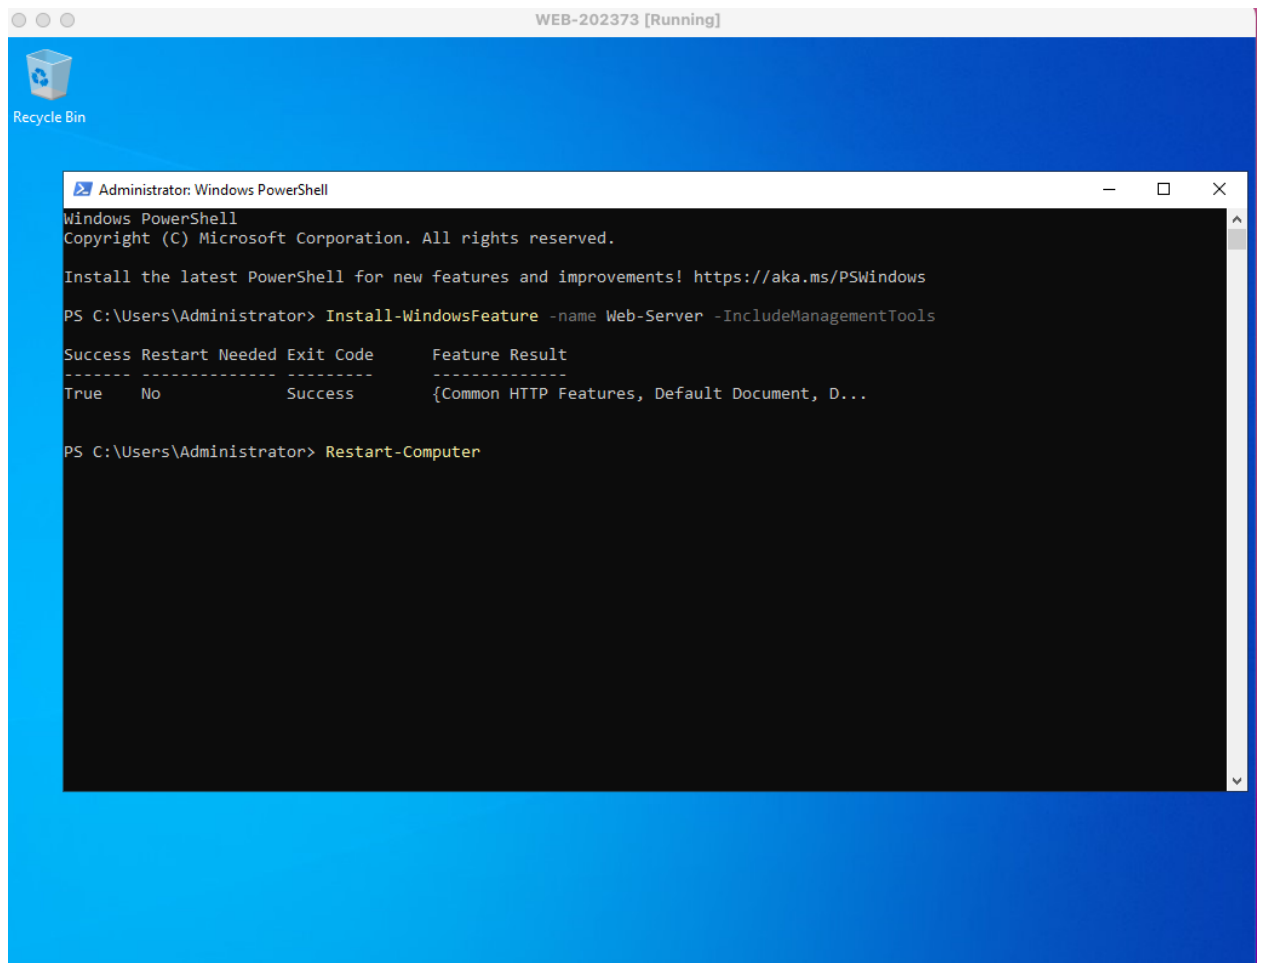 WEB-202373 [Running]
Recycle Bin
Administrator: Windows PowerShell
Windows PowerShell
Copyright (C) Microsoft Corporation. All rights reserved.
Install the latest PowerShell for new features and improvements! https://aka.ms/PSWindows
PS C:\Users\Administrator> Install-WindowsFeature -name Web-Server -IncludeManagementTools
Success Restart Needed Exit Code      Feature Result
------- -------------- ---------      --------------
True    No             Success        {Common HTTP Features, Default Document, D...
PS C:\Users\Administrator> Restart-Computer